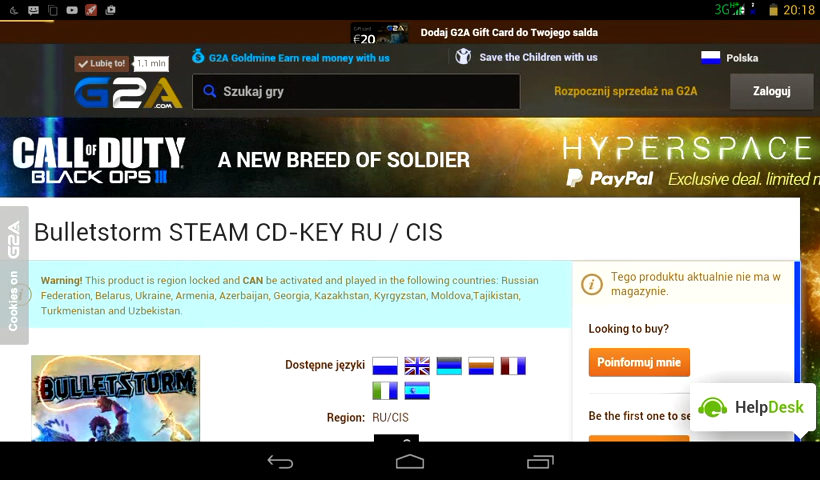 3G H+ 20:18
Gift card
€20
Dodaj G2A Gift Card do Twojego salda
Lubię to! 1,1 mln
G2A Goldmine Earn real money with us
Save the Children with us
Polska
G2A.COM
Szukaj gry
Rozpocznij sprzedaż na G2A
Zaloguj
CALL OF DUTY
BLACK OPS III
A NEW BREED OF SOLDIER
HYPERSPACE
PayPal Exclusive deal. limited
Cookies on G2A
Bulletstorm STEAM CD-KEY RU / CIS
Warning! This product is region locked and CAN be activated and played in the following countries: Russian
Federation, Belarus, Ukraine, Armenia, Azerbaijan, Georgia, Kazakhstan, Kyrgyzstan, Moldova,Tajikistan,
Turkmenistan and Uzbekistan.
Tego produktu aktualnie nie ma w
magazynie.
Looking to buy?
Poinformuj mnie
Dostępne języki
BULLETSTORM
Region: RU/CIS
Be the first one to se
HelpDesk